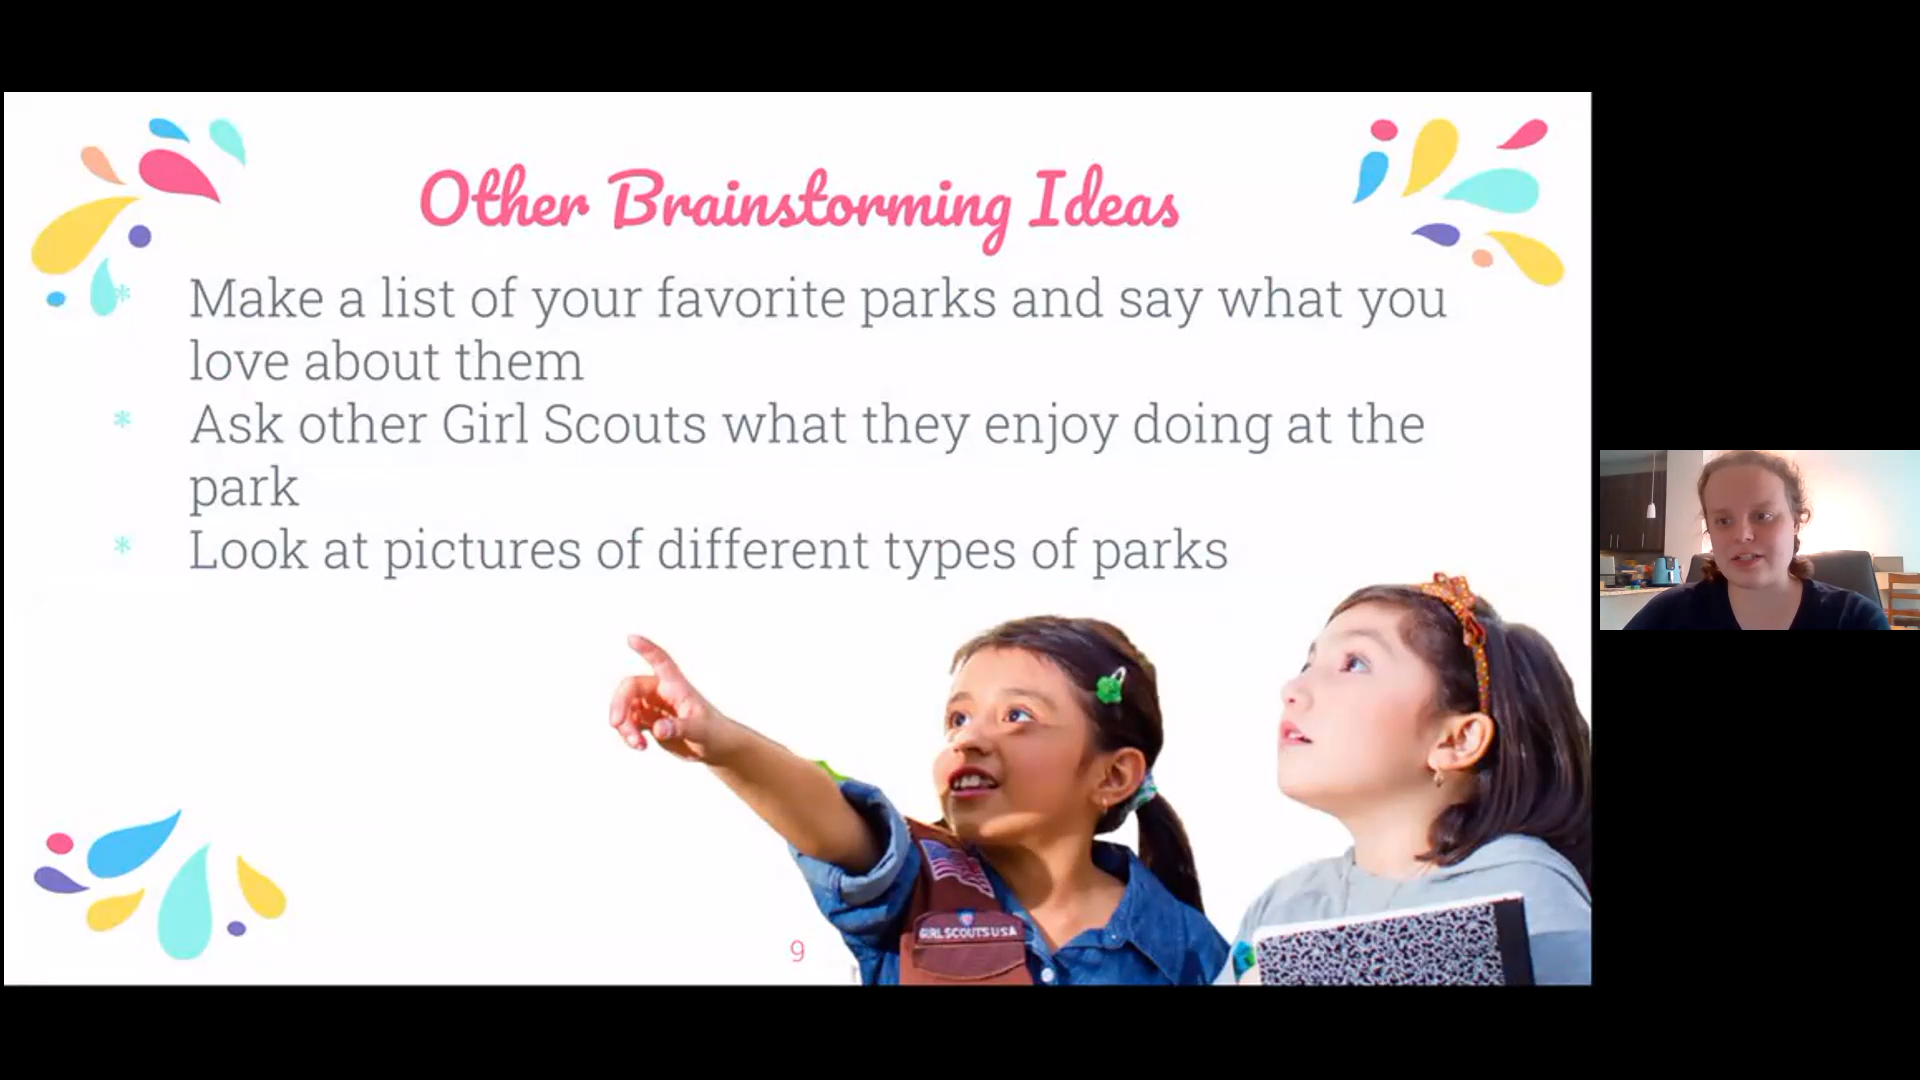 Other Brainstorming Ideas
* Make a list of your favorite parks and say what you
love about them
* Ask other Girl Scouts what they enjoy doing at the
park
* Look at pictures of different types of parks
GIRL SCOUTS USA
9